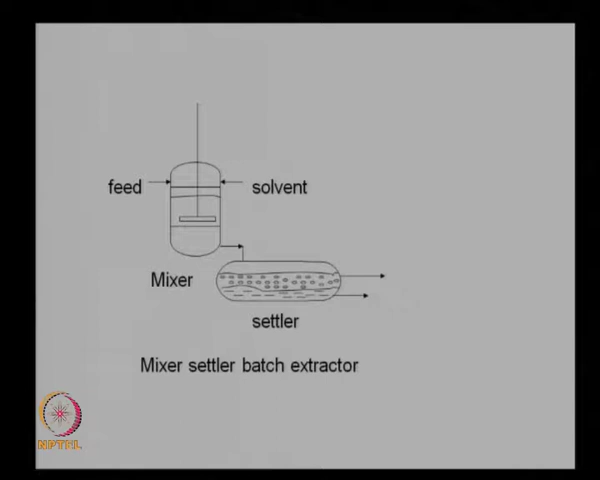 feed
solvent
Mixer
settler
Mixer settler batch extractor
NPTEL